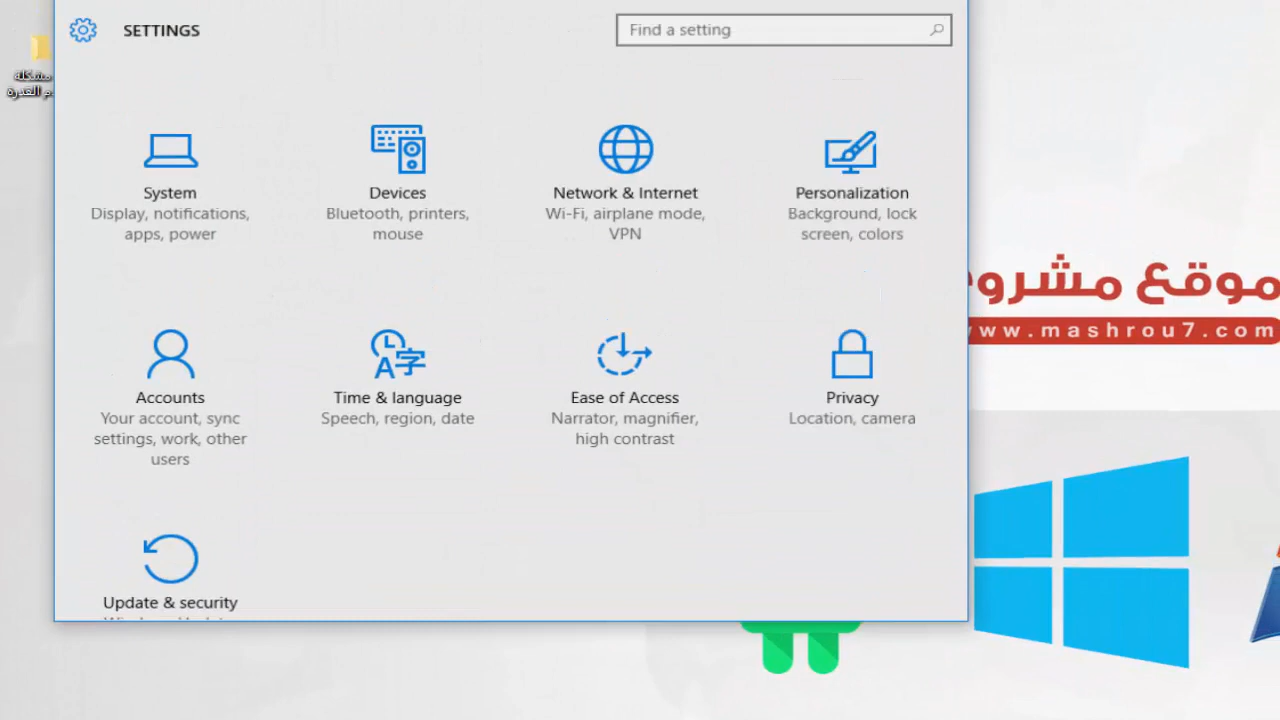 SETTINGS
Find a setting
مشكلة
System
Display, notifications,
apps, power
Devices
Bluetooth, printers,
mouse
Network & Internet
Wi-Fi, airplane mode,
VPN
Personalization
Background, lock
screen, colors
موقع مشروع
www.mashrou7.com
Accounts
Your account, sync
settings, work, other
users
Time & language
Speech, region, date
Ease of Access
Narrator, magnifier,
high contrast
Privacy
Location, camera
Update & security